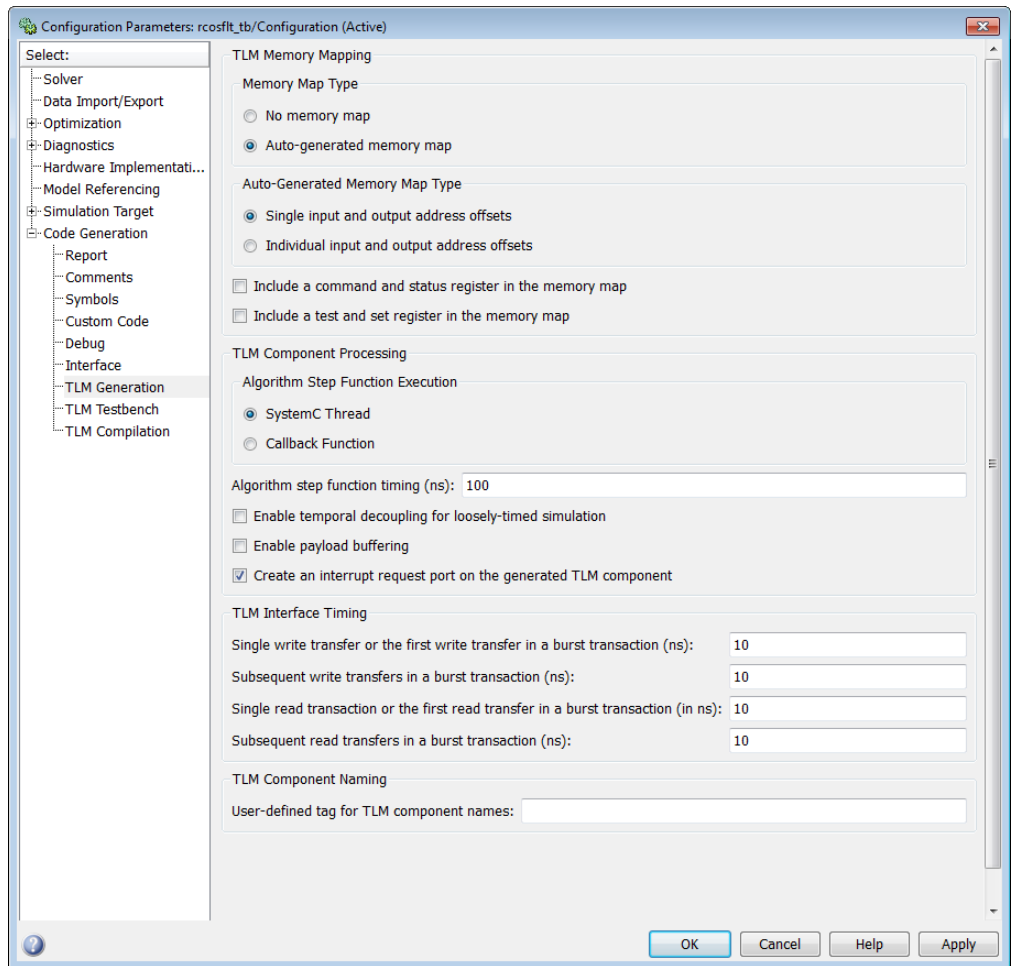 Configuration Parameters: rcosflt_tb/Configuration (Active)
Select:
Solver
Data Import/Export
Optimization
Diagnostics
Hardware Implementati...
Model Referencing
Simulation Target
Code Generation
Report
Comments
Symbols
Custom Code
Debug
Interface
TLM Generation
TLM Testbench
TLM Compilation
TLM Memory Mapping
Memory Map Type
No memory map
Auto-generated memory map
Auto-Generated Memory Map Type
Single input and output address offsets
Individual input and output address offsets
Include a command and status register in the memory map
Include a test and set register in the memory map
TLM Component Processing
Algorithm Step Function Execution
SystemC Thread
Callback Function
Algorithm step function timing (ns): 100
Enable temporal decoupling for loosely-timed simulation
Enable payload buffering
Create an interrupt request port on the generated TLM component
TLM Interface Timing
Single write transfer or the first write transfer in a burst transaction (ns): 10
Subsequent write transfers in a burst transaction (ns): 10
Single read transaction or the first read transfer in a burst transaction (in ns): 10
Subsequent read transfers in a burst transaction (ns): 10
TLM Component Naming
User-defined tag for TLM component names:
OK Cancel Help Apply